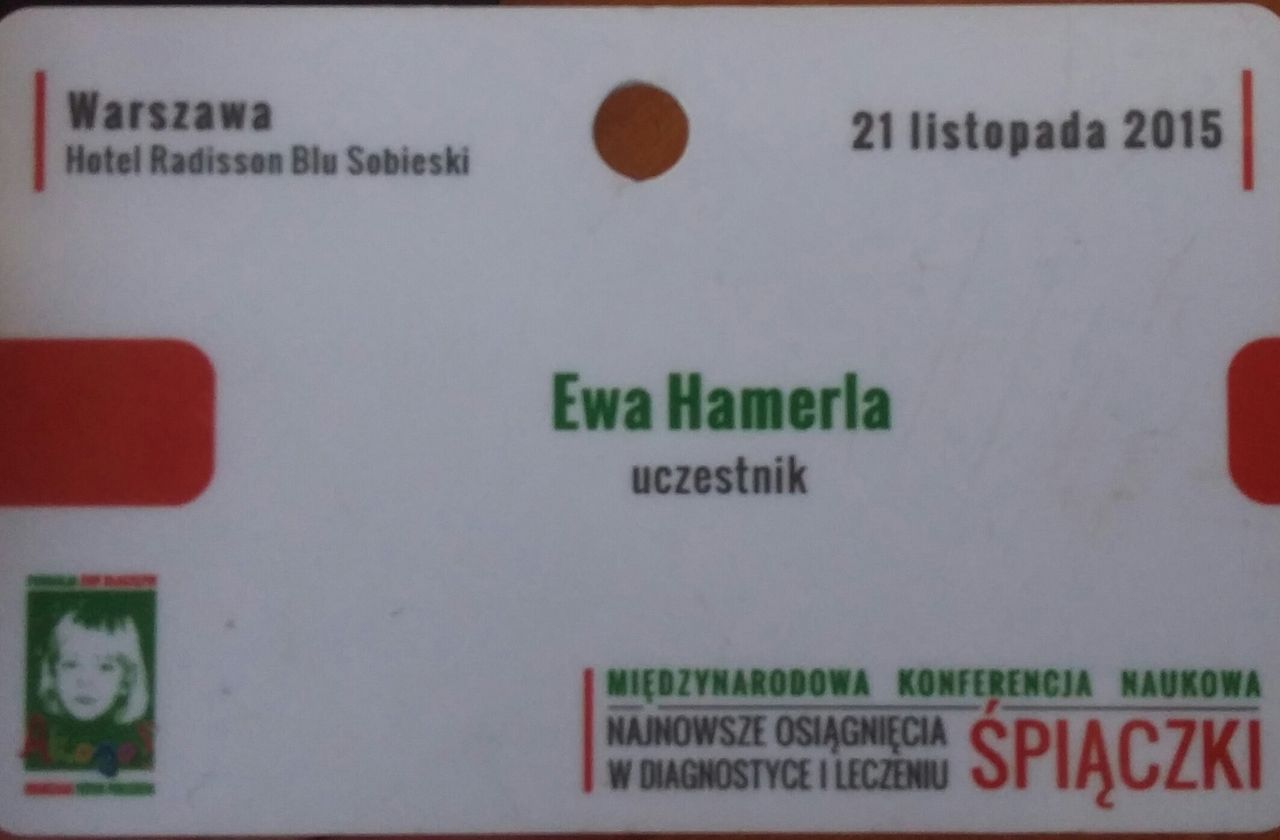 Warszawa
Hotel Radisson Blu Sobieski
21 listopada 2015
Ewa Hamerla
uczestnik
Akogo?
MIĘDZYNARODOWA KONFERENCJA NAUKOWA
NAJNOWSZE OSIĄGNIĘCIA
W DIAGNOSTYCE I LECZENIU
ŚPIĄCZKI